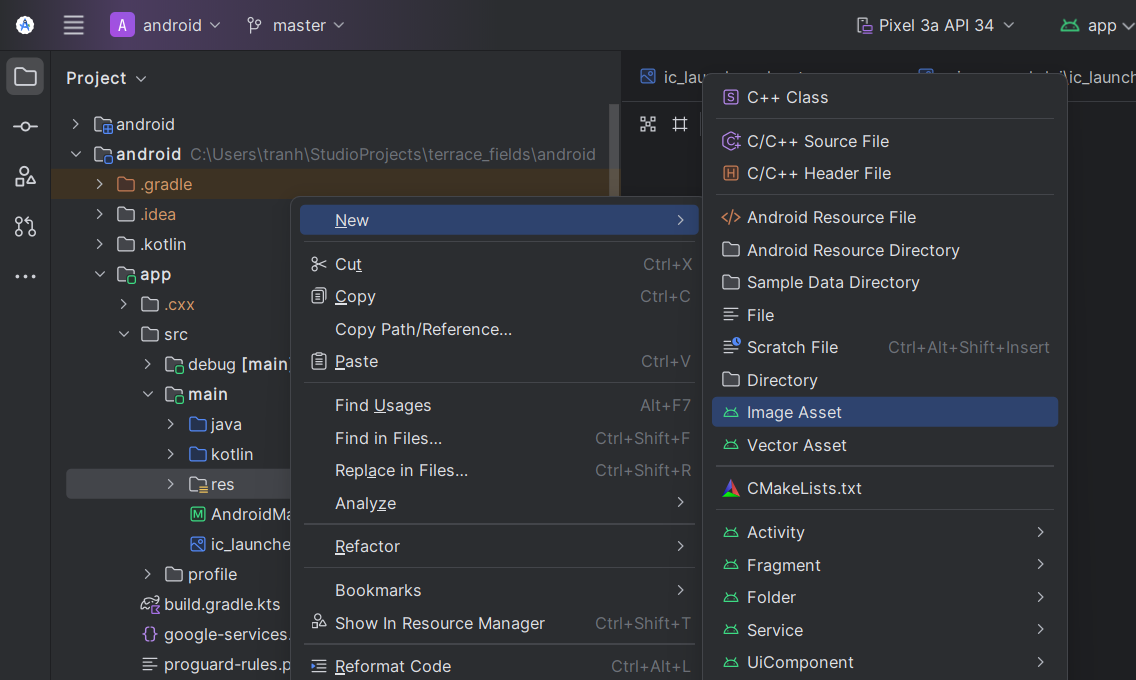 A android master Pixel 3a API 34 app
Project
android
android C:\Users\tranh\StudioProjects\terrace_fields\android
.gradle
.idea
.kotlin
app
.cxx
src
debug [main]
main
java
kotlin
res
AndroidMa
ic_launche
profile
build.gradle.kts
google-services.
proguard-rules.p
New
Cut Ctrl+X
Copy Ctrl+C
Copy Path/Reference...
Paste Ctrl+V
Find Usages Alt+F7
Find in Files... Ctrl+Shift+F
Replace in Files... Ctrl+Shift+R
Analyze
Refactor
Bookmarks
Show In Resource Manager Ctrl+Shift+T
Reformat Code Ctrl+Alt+L
ic_lau
\ic_launch
C++ Class
C/C++ Source File
C/C++ Header File
Android Resource File
Android Resource Directory
Sample Data Directory
File
Scratch File Ctrl+Alt+Shift+Insert
Directory
Image Asset
Vector Asset
CMakeLists.txt
Activity
Fragment
Folder
Service
UiComponent